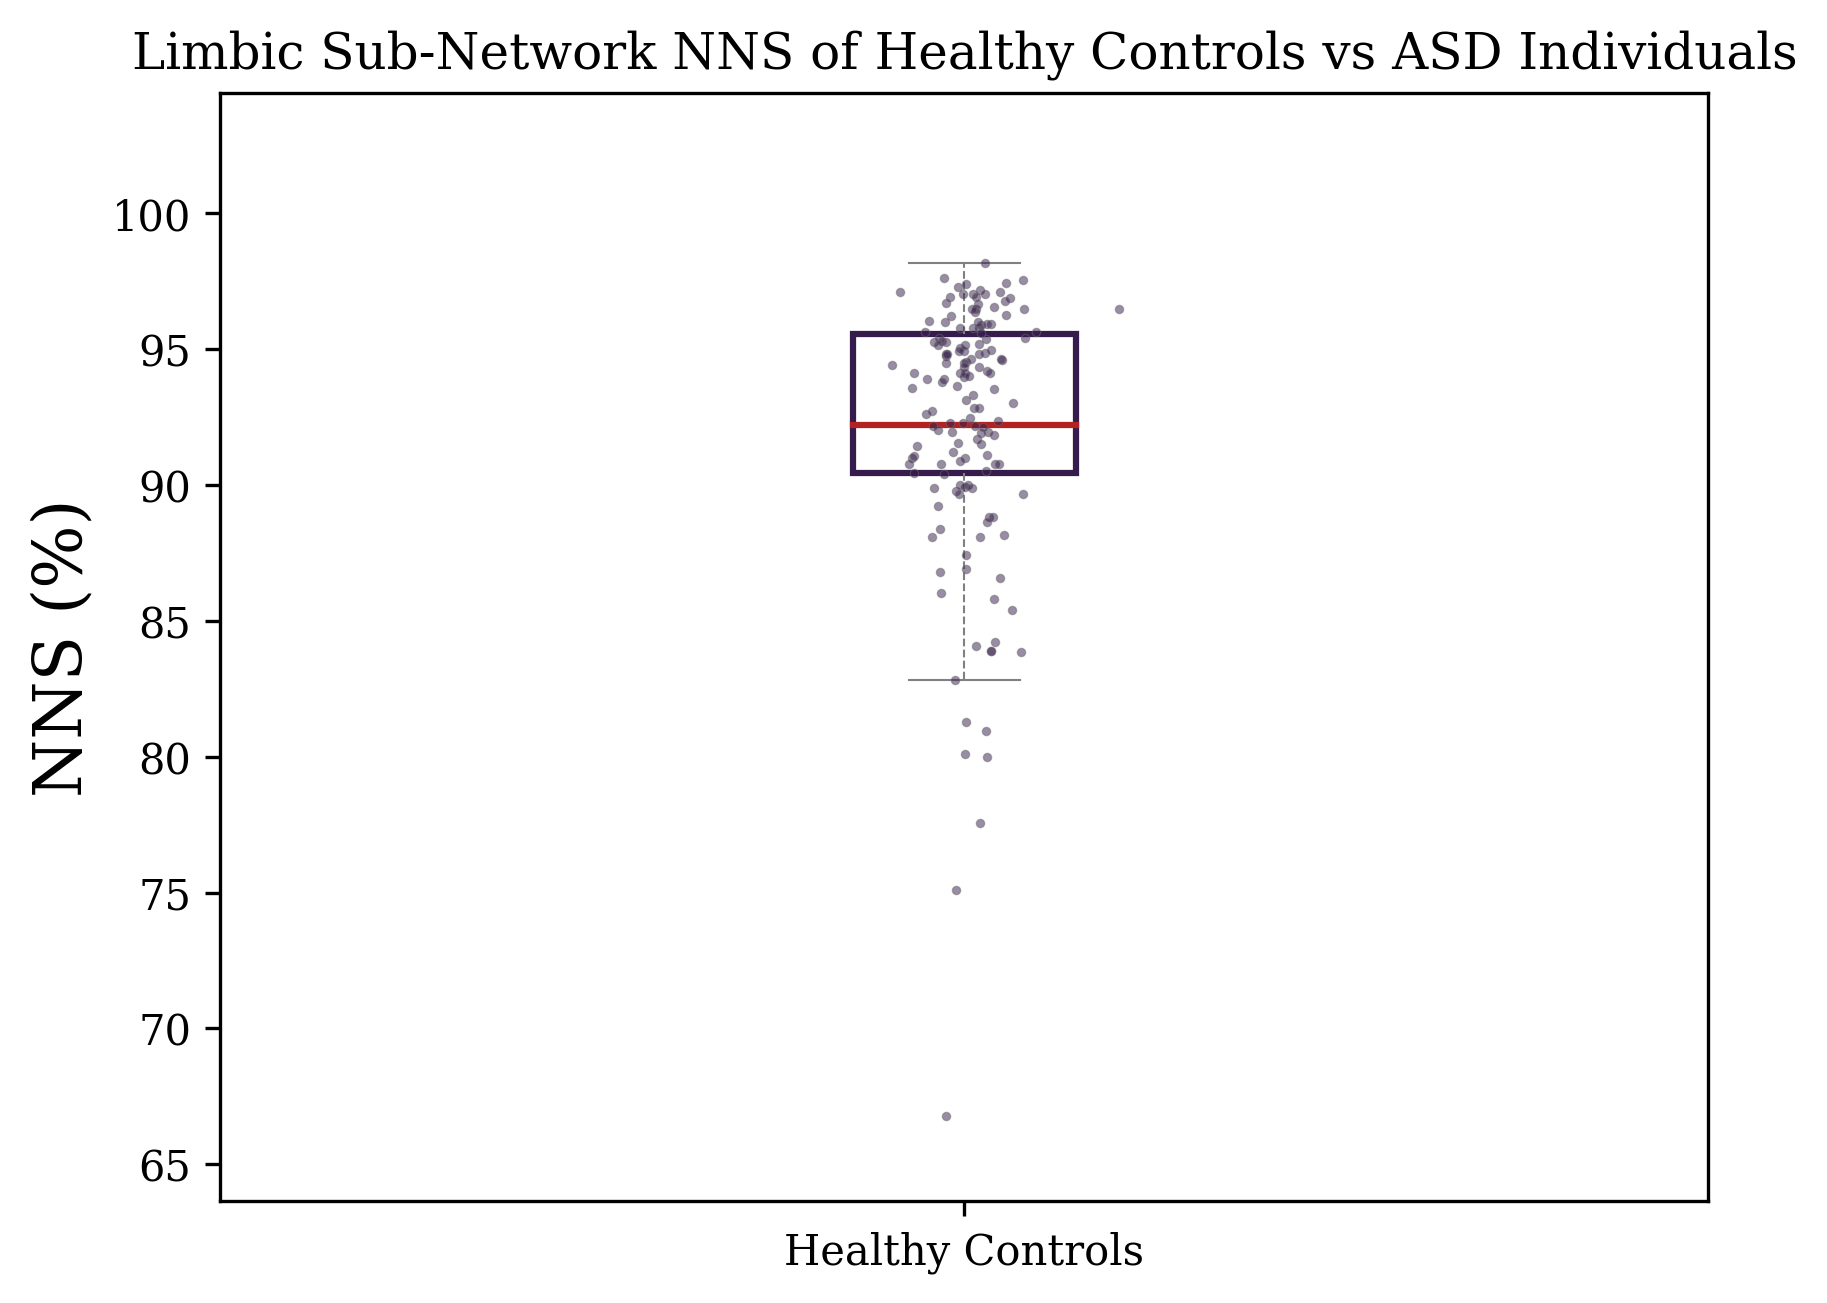 Limbic Sub-Network NNS of Healthy Controls vs ASD Individuals
100
95
90
85
80
75
70
65
NNS (%)
Healthy Controls